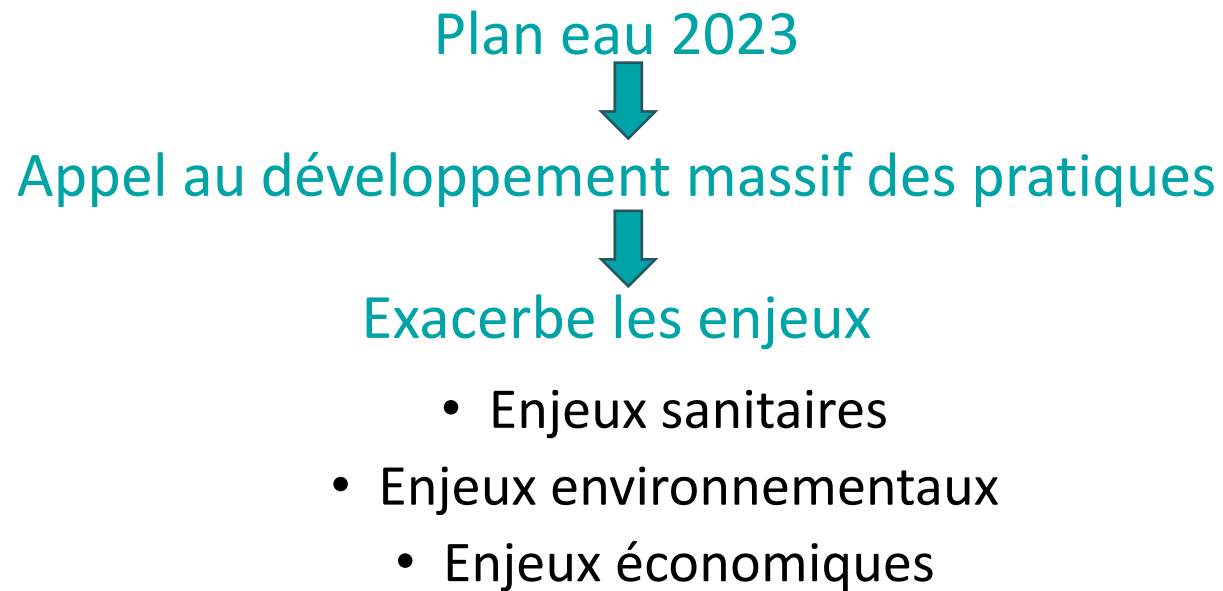 Plan eau 2023
Appel au développement massif des pratiques
Exacerbe les enjeux
• Enjeux sanitaires
• Enjeux environnementaux
• Enjeux économiques